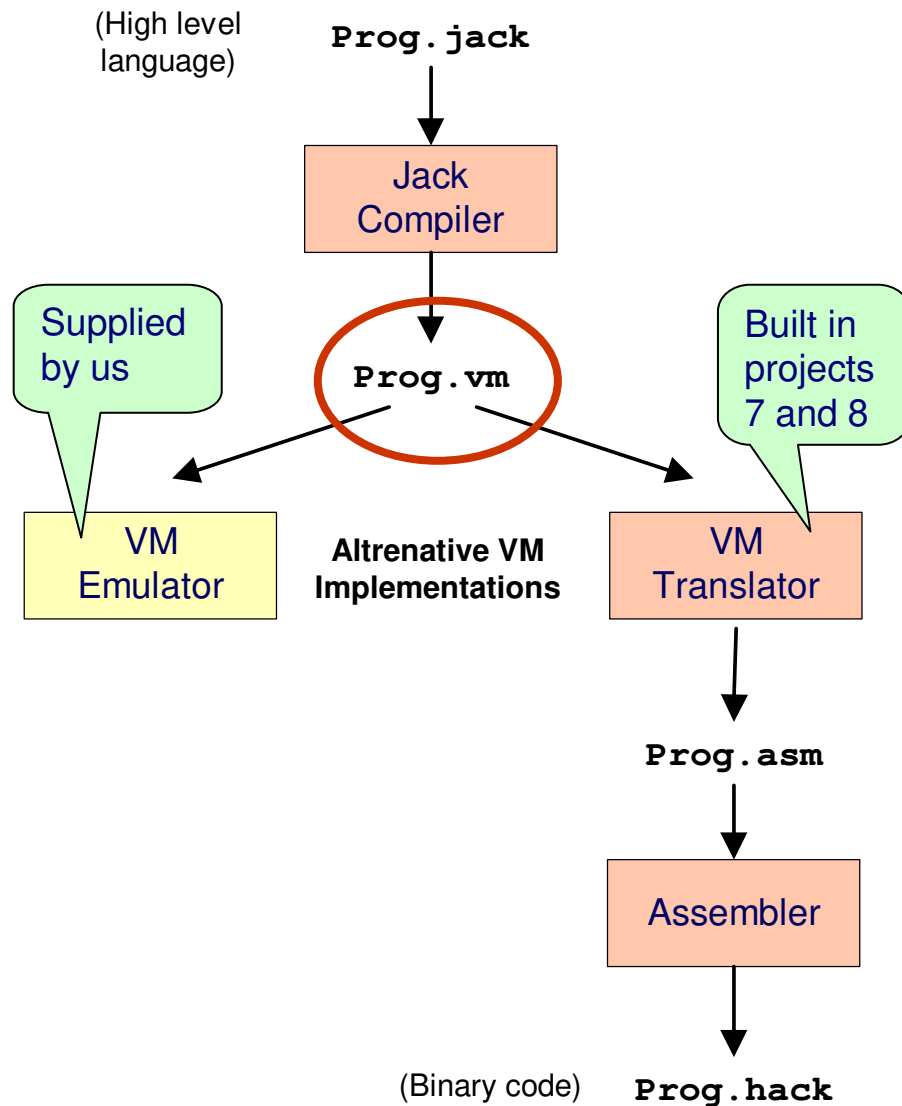 (High level
language)
Prog.jack
Jack
Compiler
Supplied
by us
Prog.vm
Built in
projects
7 and 8
VM
Emulator
Altrenative VM
Implementations
VM
Translator
Prog.asm
Assembler
(Binary code)
Prog.hack